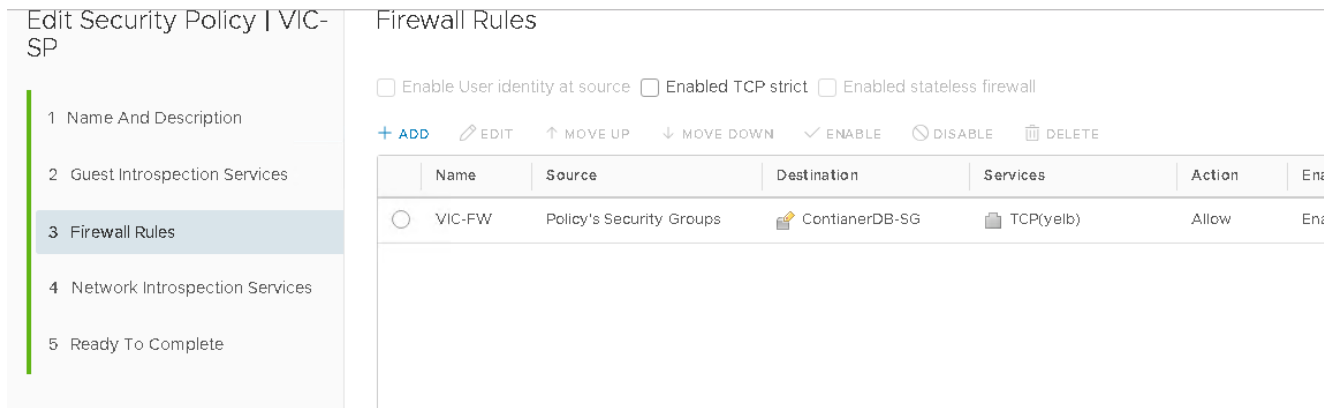 Edit Security Policy | VIC-
SP
1 Name And Description
2 Guest Introspection Services
3 Firewall Rules
4 Network Introspection Services
5 Ready To Complete
Firewall Rules
Enable User identity at source Enabled TCP strict Enabled stateless firewall
+ ADD EDIT ↑ MOVE UP ↓ MOVE DOWN ENABLE DISABLE DELETE
Name Source Destination Services Action Ena
VIC-FW Policy's Security Groups ContianerDB-SG TCP(yelb) Allow Ena